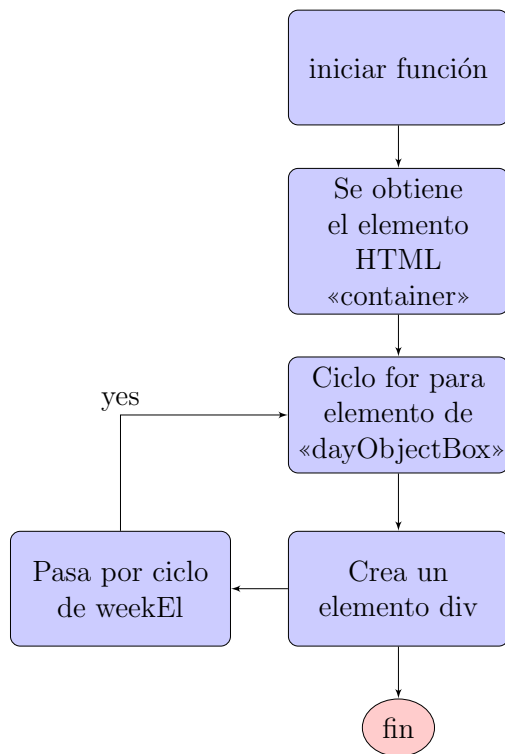 iniciar función
Se obtiene
el elemento
HTML
«container»
Ciclo for para
elemento de
«dayObjectBox»
yes
Pasa por ciclo
de weekEl
Crea un
elemento div
fin